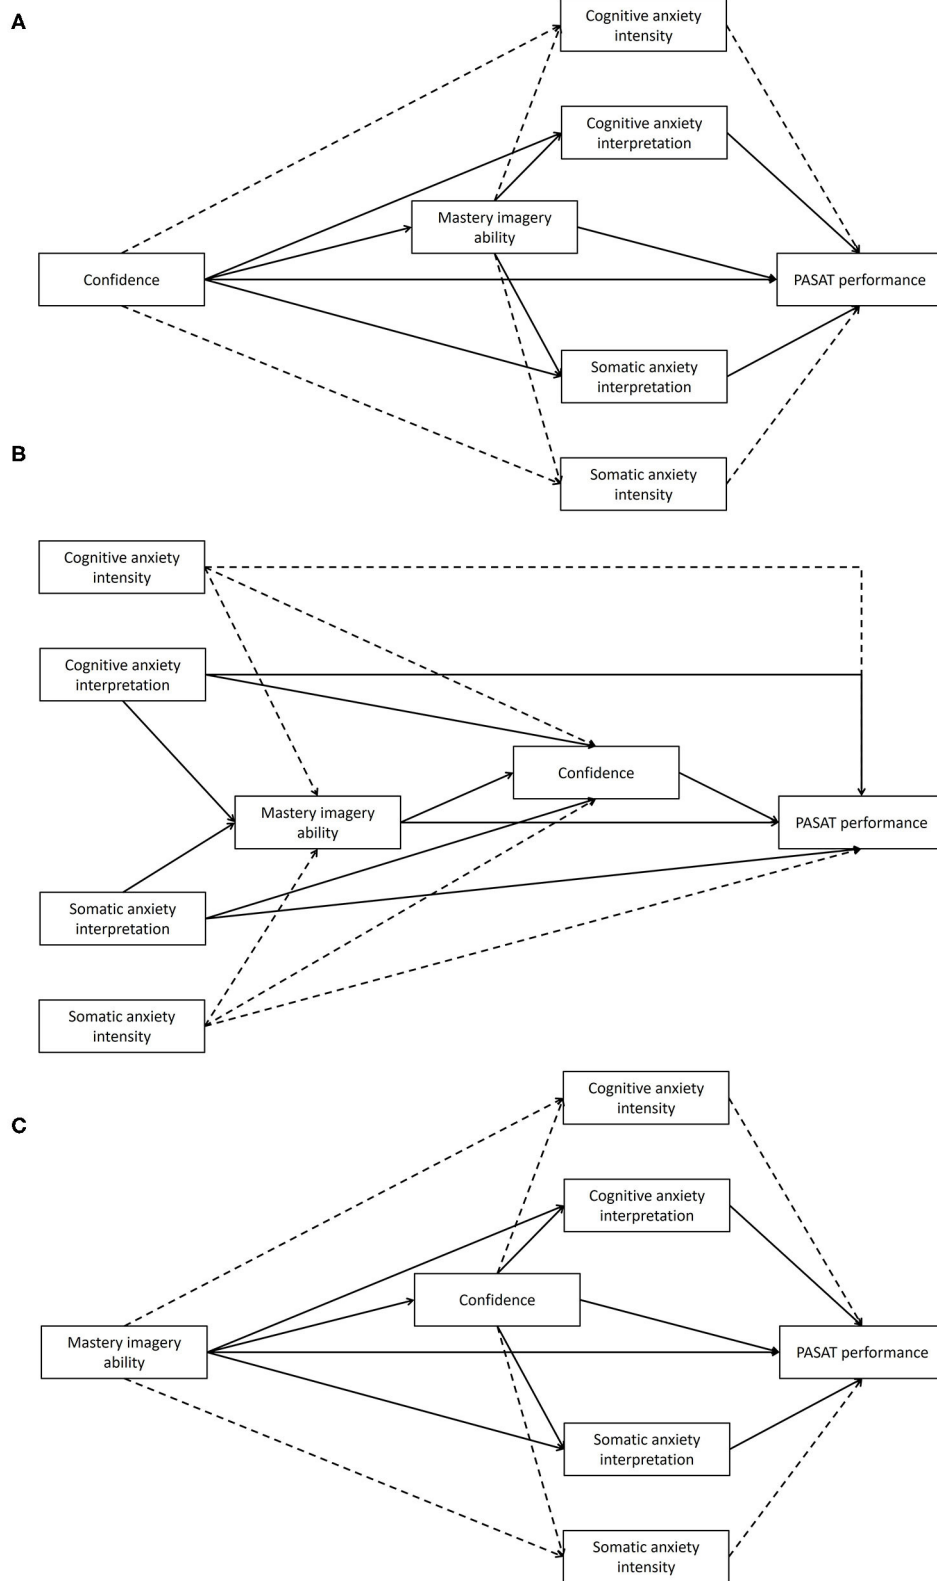 A
Cognitive anxiety
intensity
Cognitive anxiety
interpretation
Mastery imagery
ability
Confidence
PASAT performance
Somatic anxiety
interpretation
Somatic anxiety
intensity
B
Cognitive anxiety
intensity
Cognitive anxiety
interpretation
Confidence
Mastery imagery
ability
PASAT performance
Somatic anxiety
interpretation
Somatic anxiety
intensity
C
Cognitive anxiety
intensity
Cognitive anxiety
interpretation
Confidence
Mastery imagery
ability
PASAT performance
Somatic anxiety
interpretation
Somatic anxiety
intensity